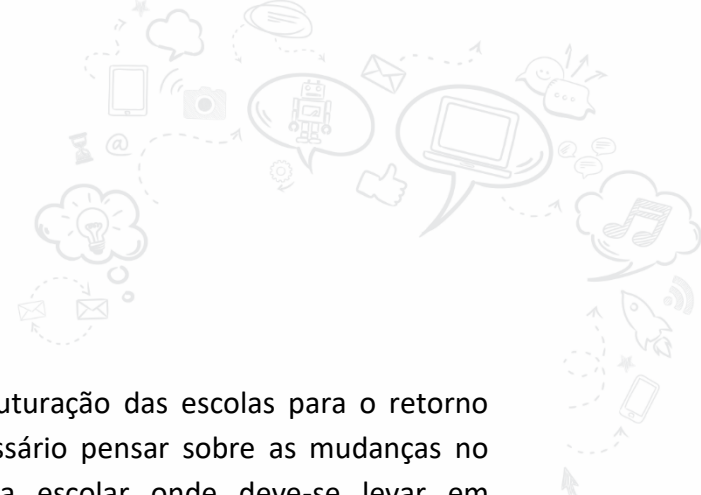 uturação das escolas para o retorno
ssário pensar sobre as mudanças no
a escolar onde deve-se levar em